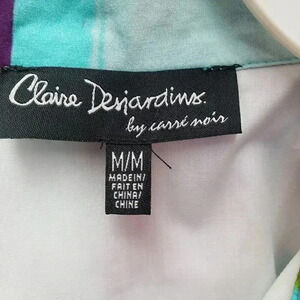 Claire Desjardins.
by carré noir
M/M
MADE IN/
FAIT EN
CHINA/
CHINE